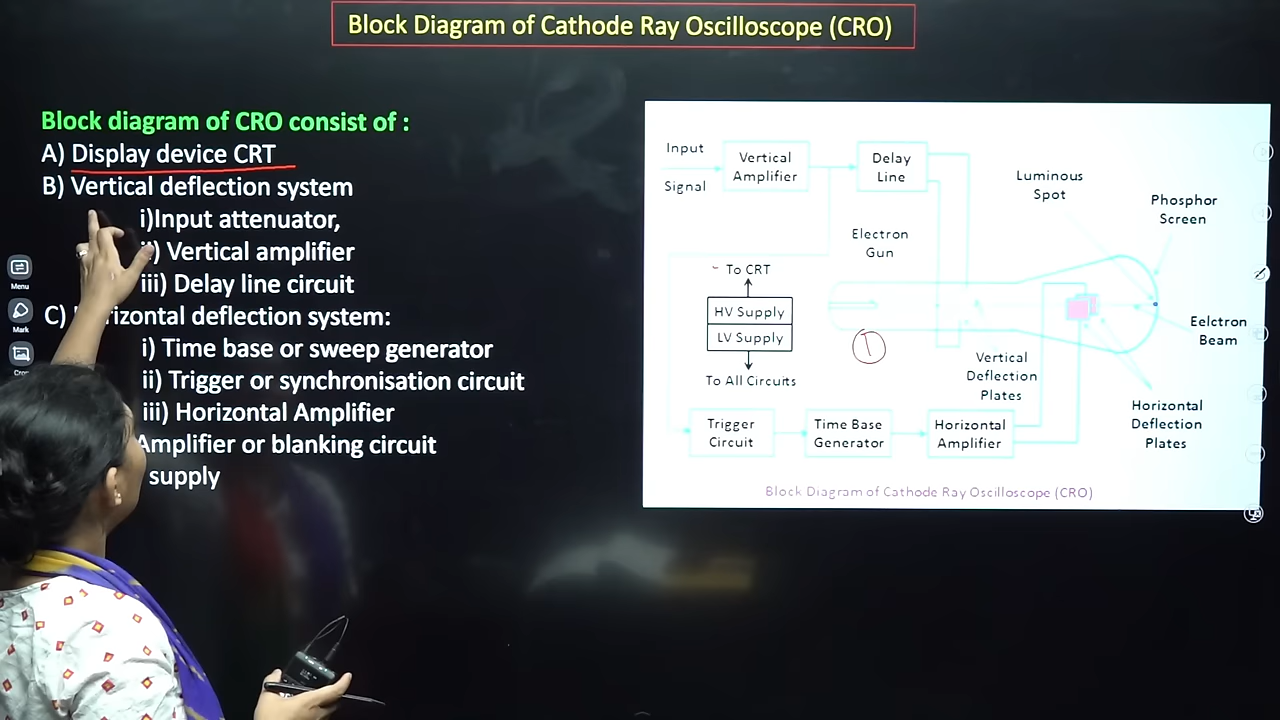 Block Diagram of Cathode Ray Oscilloscope (CRO)
Block diagram of CRO consist of :
A) Display device CRT
B) Vertical deflection system
i)Input attenuator,
) Vertical amplifier
iii) Delay line circuit
C) rizontal deflection system:
i) Time base or sweep generator
ii) Trigger or synchronisation circuit
iii) Horizontal Amplifier
Amplifier or blanking circuit
supply
Menu
Mark
Input
Signal
Vertical
Amplifier
Delay
Line
Electron
Gun
Luminous
Spot
Phosphor
Screen
To CRT
HV Supply
LV Supply
To All Circuits
1
Vertical
Deflection
Plates
Eelctron
Beam
Horizontal
Deflection
Plates
Trigger
Circuit
Time Base
Generator
Horizontal
Amplifier
Block Diagram of Cathode Ray Oscilloscope (CRO)